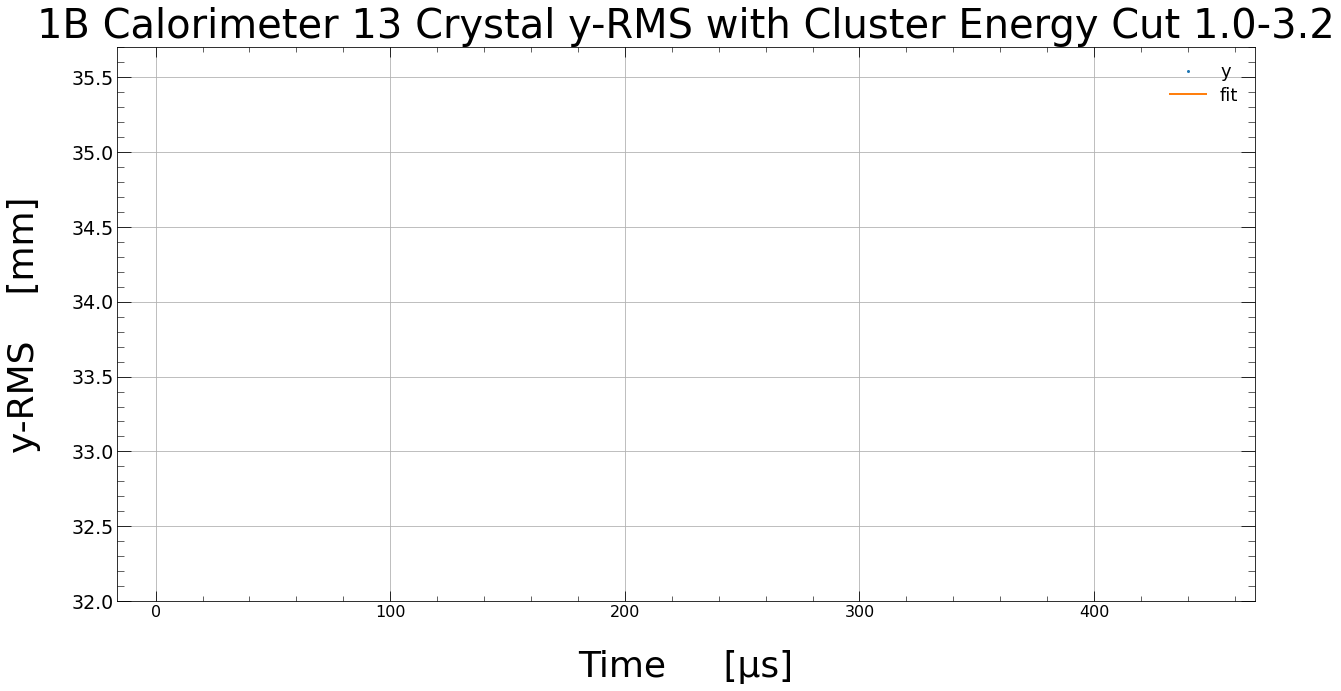 1B Calorimeter 13 Crystal y-RMS with Cluster Energy Cut 1.0-3.2
y
fit
35.5
35.0
34.5
34.0
33.5
33.0
32.5
32.0
y-RMS [mm]
0 100 200 300 400
Time [μs]